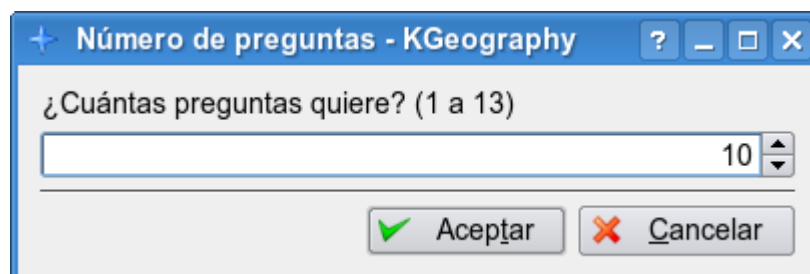 Número de preguntas - KGeography
¿Cuántas preguntas quiere? (1 a 13)
10
Aceptar Cancelar